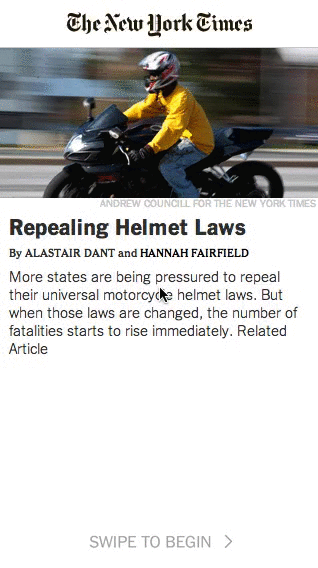 The New York Times
ANDREW COUNCILL FOR THE NEW YORK TIMES
Repealing Helmet Laws
By ALASTAIR DANT and HANNAH FAIRFIELD
More states are being pressured to repeal
their universal motorcycle helmet laws. But
when those laws are changed, the number of
fatalities starts to rise immediately. Related
Article
SWIPE TO BEGIN >